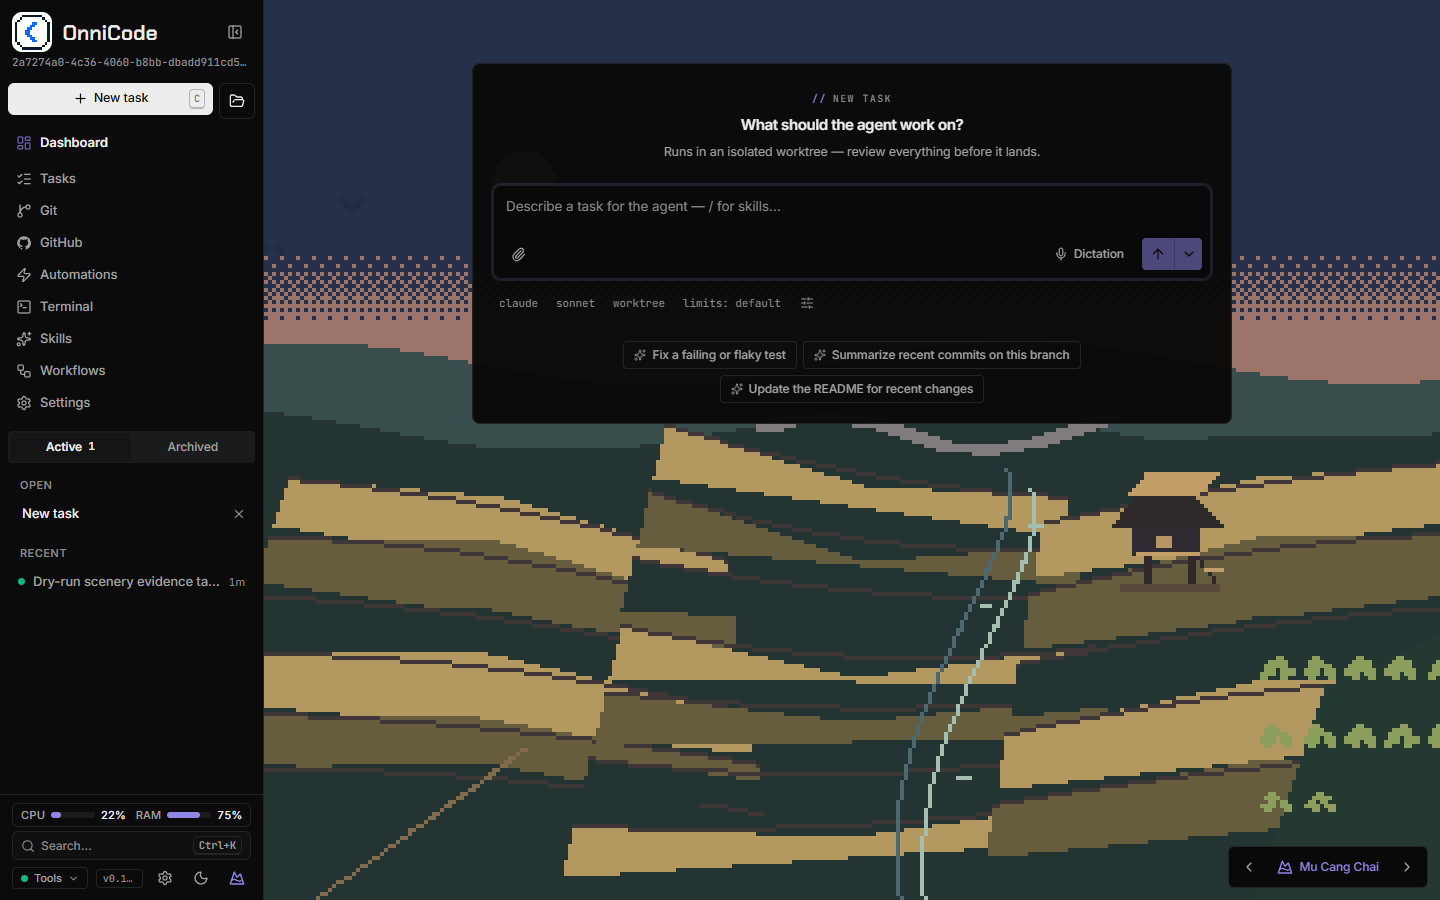 OnniCode
2a7274a0-4c36-4060-b8bb-dbadd911cd5…
New task C
Dashboard
Tasks
Git
GitHub
Automations
Terminal
Skills
Workflows
Settings
Active 1 Archived
OPEN
New task
RECENT
Dry-run scenery evidence ta… 1m
CPU 22% RAM 75%
Search... Ctrl+K
Tools v0.1…
// NEW TASK
What should the agent work on?
Runs in an isolated worktree — review everything before it lands.
Describe a task for the agent — / for skills...
Dictation
claude sonnet worktree limits: default
Fix a failing or flaky test Summarize recent commits on this branch
Update the README for recent changes
Mu Cang Chai